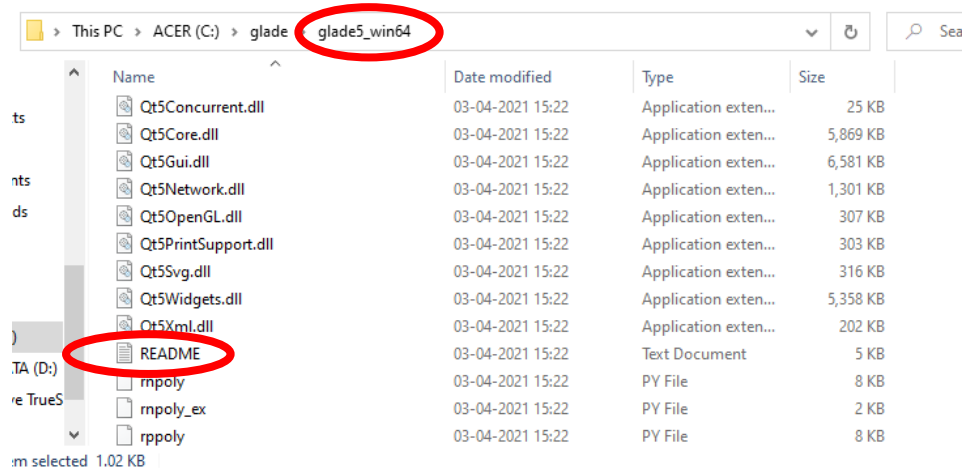 This PC > ACER (C:) > glade > glade5_win64 Sea
Name Date modified Type Size
Qt5Concurrent.dll 03-04-2021 15:22 Application exten... 25 KB
ts
Qt5Core.dll 03-04-2021 15:22 Application exten... 5,869 KB
Qt5Gui.dll 03-04-2021 15:22 Application exten... 6,581 KB
nts
Qt5Network.dll 03-04-2021 15:22 Application exten... 1,301 KB
ds
Qt5OpenGL.dll 03-04-2021 15:22 Application exten... 307 KB
Qt5PrintSupport.dll 03-04-2021 15:22 Application exten... 303 KB
Qt5Svg.dll 03-04-2021 15:22 Application exten... 316 KB
Qt5Widgets.dll 03-04-2021 15:22 Application exten... 5,358 KB
)
Qt5Xml.dll 03-04-2021 15:22 Application exten... 202 KB
README 03-04-2021 15:22 Text Document 5 KB
TA (D:)
rnpoly 03-04-2021 15:22 PY File 8 KB
ve TrueS
rnpoly_ex 03-04-2021 15:22 PY File 2 KB
rppoly 03-04-2021 15:22 PY File 8 KB
em selected 1.02 KB